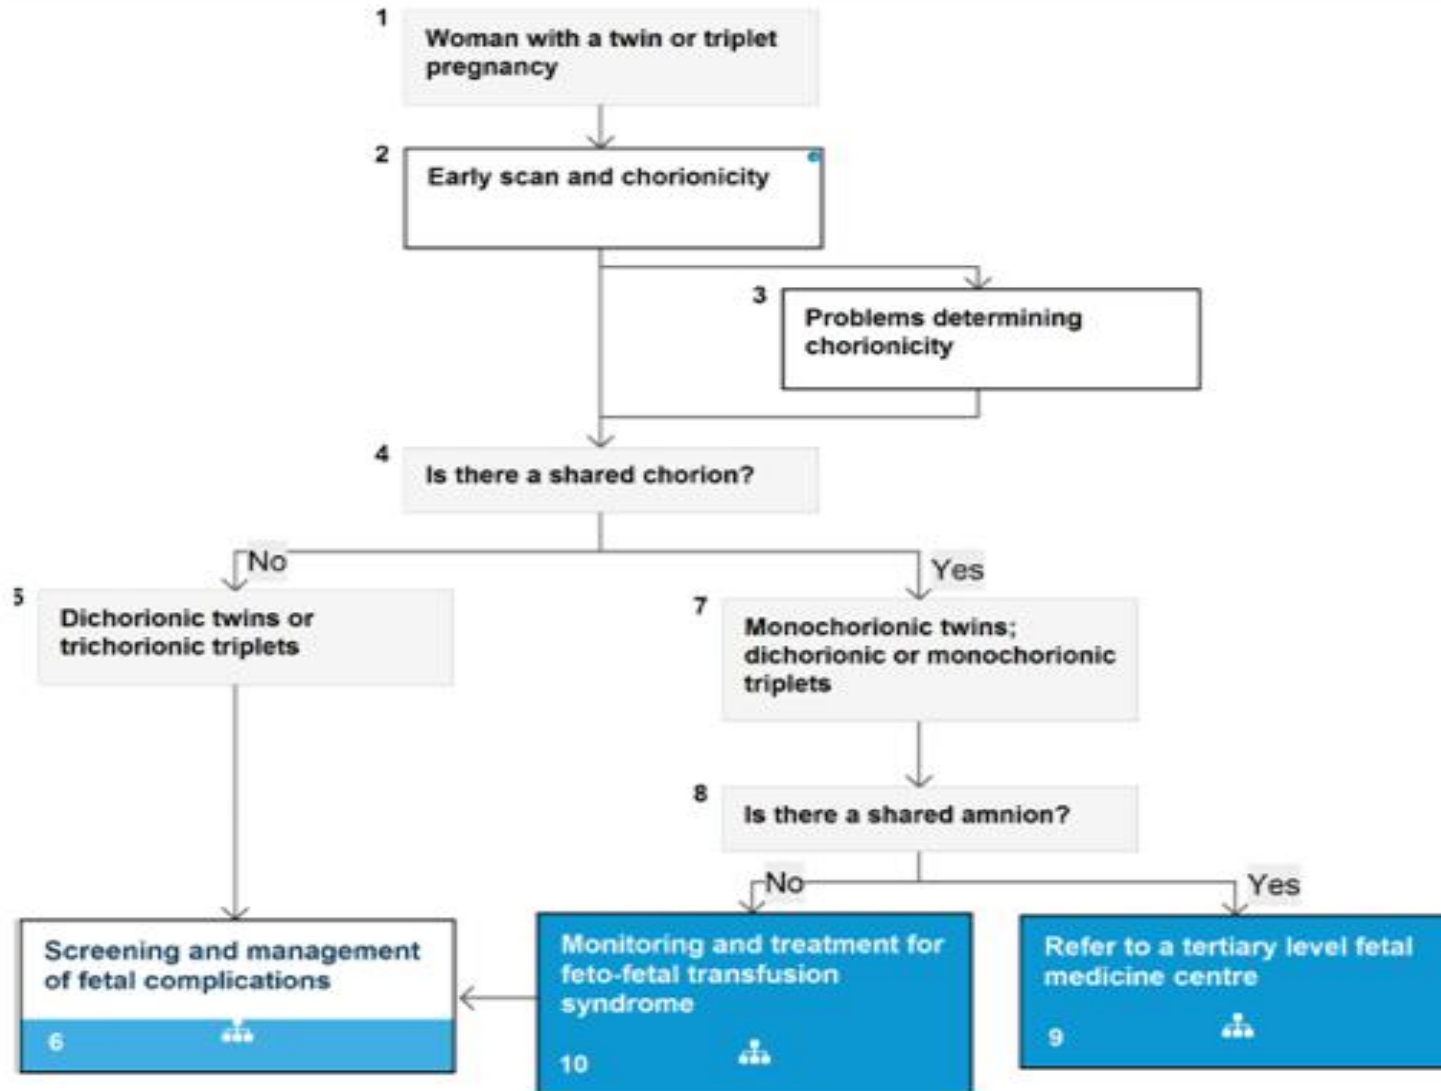 1
Woman with a twin or triplet
pregnancy
2
Early scan and chorionicity
3
Problems determining
chorionicity
4
Is there a shared chorion?
No
Yes
5
Dichorionic twins or
trichorionic triplets
7
Monochorionic twins;
dichorionic or monochorionic
triplets
8
Is there a shared amnion?
No
Yes
Screening and management
of fetal complications
6
Monitoring and treatment for
feto-fetal transfusion
syndrome
10
Refer to a tertiary level fetal
medicine centre
9